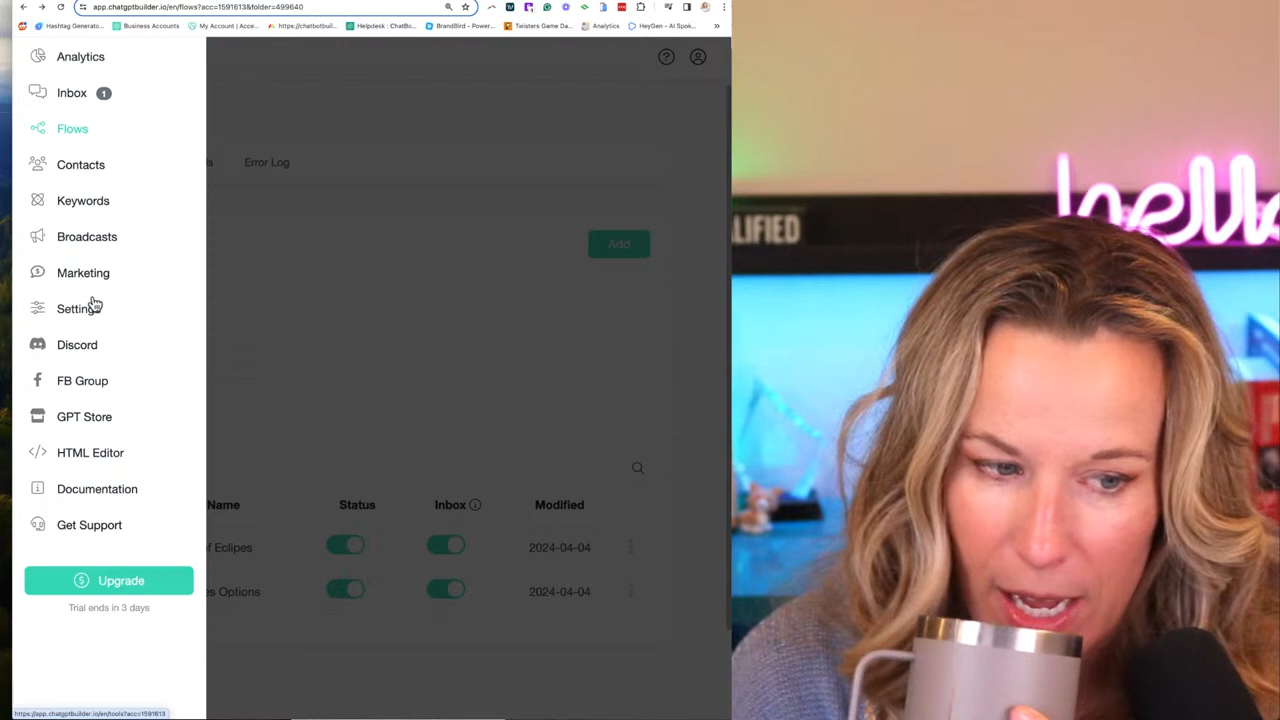 app.chatgptbuilder.io/en/flows?acc=1591613&folder=499640
Hashtag Generato...
Business Accounts
My Account | Acce...
https://chatbotbuil...
Helpdesk : ChatBo...
BrandBird – Power...
Twisters Game Da...
Analytics
HeyGen - AI Spok...
»
Analytics
Inbox 1
Flows
Contacts
Keywords
Broadcasts
Marketing
Settings
Discord
FB Group
GPT Store
HTML Editor
Documentation
Get Support
$ Upgrade
Trial ends in 3 days
s Error Log
Add
Name Status Inbox Modified
f Eclipes 2024-04-04
es Options 2024-04-04
https://app.chatgptbuilder.io/en/tools?acc=1591613
LIFIED
hello